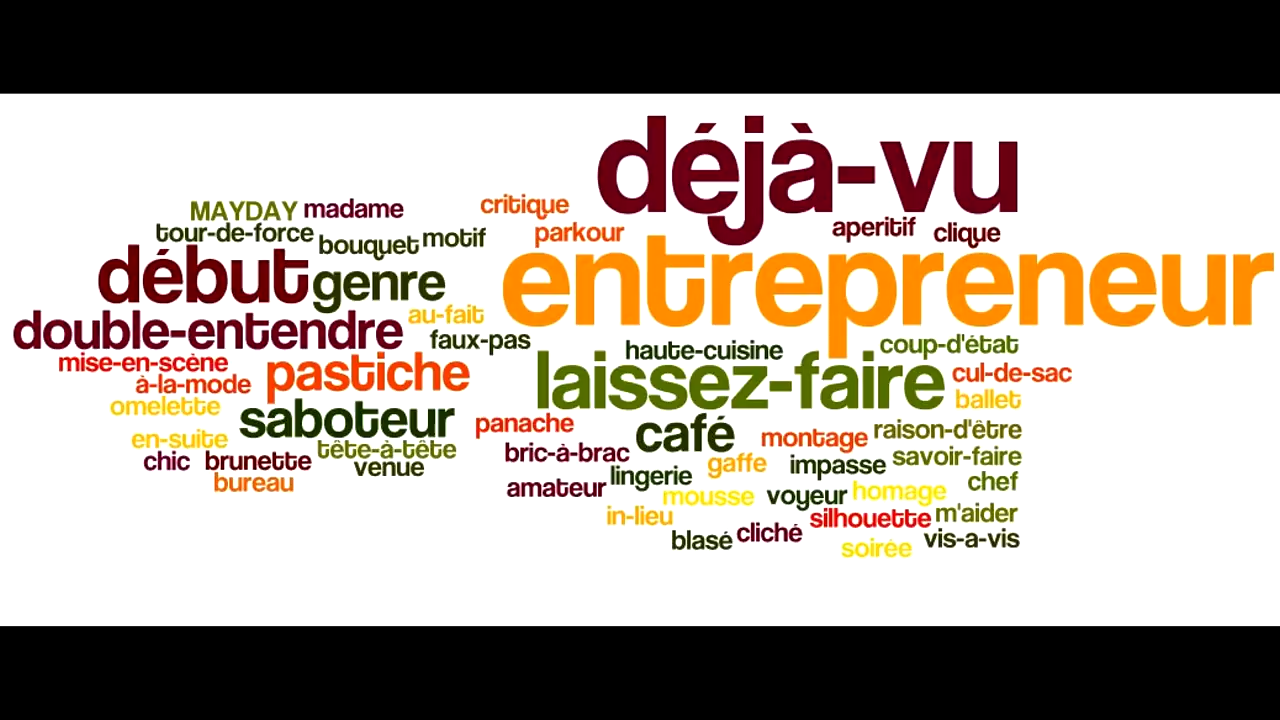 déjà-vu
MAYDAY madame critique
tour-de-force bouquet motif parkour aperitif clique
début genre entrepreneur
double-entendre au-fait faux-pas
mise-en-scène haute-cuisine coup-d'état
à-la-mode pastiche laissez-faire cul-de-sac
omelette saboteur ballet
en-suite tête-à-tête panache café montage raison-d'être
chic brunette venue bric-à-brac gaffe impasse savoir-faire
bureau amateur lingerie mousse voyeur homage chef
in-lieu silhouette m'aider
blasé cliché soirée vis-a-vis